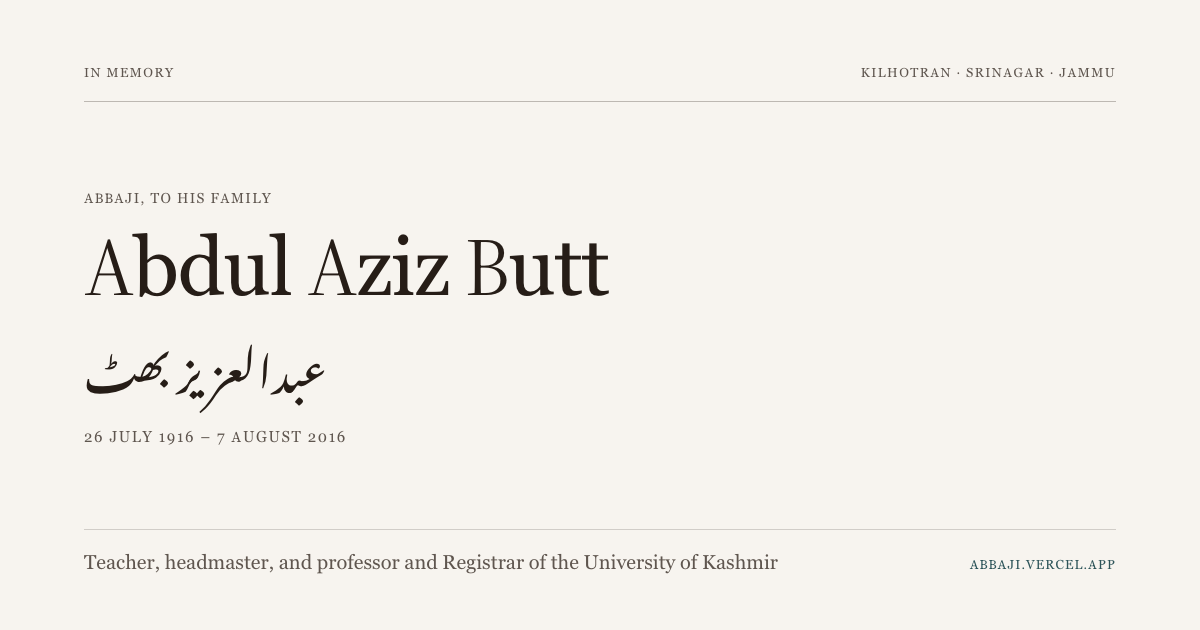 IN MEMORY
KILHOTRAN · SRINAGAR · JAMMU
ABBAJI, TO HIS FAMILY
Abdul Aziz Butt
عبدالعزیز بھٹ
26 JULY 1916 – 7 AUGUST 2016
Teacher, headmaster, and professor and Registrar of the University of Kashmir
ABBAJI.VERCEL.APP